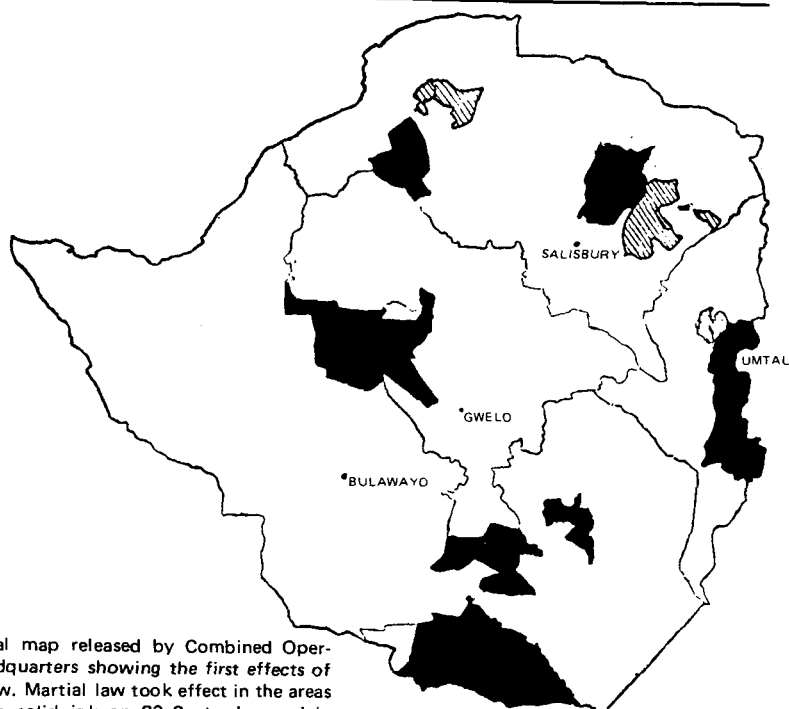 SALISBURY
UMTAL
GWELO
BULAWAYO
al map released by Combined Oper-
dquarters showing the first effects of
w. Martial law took effect in the areas